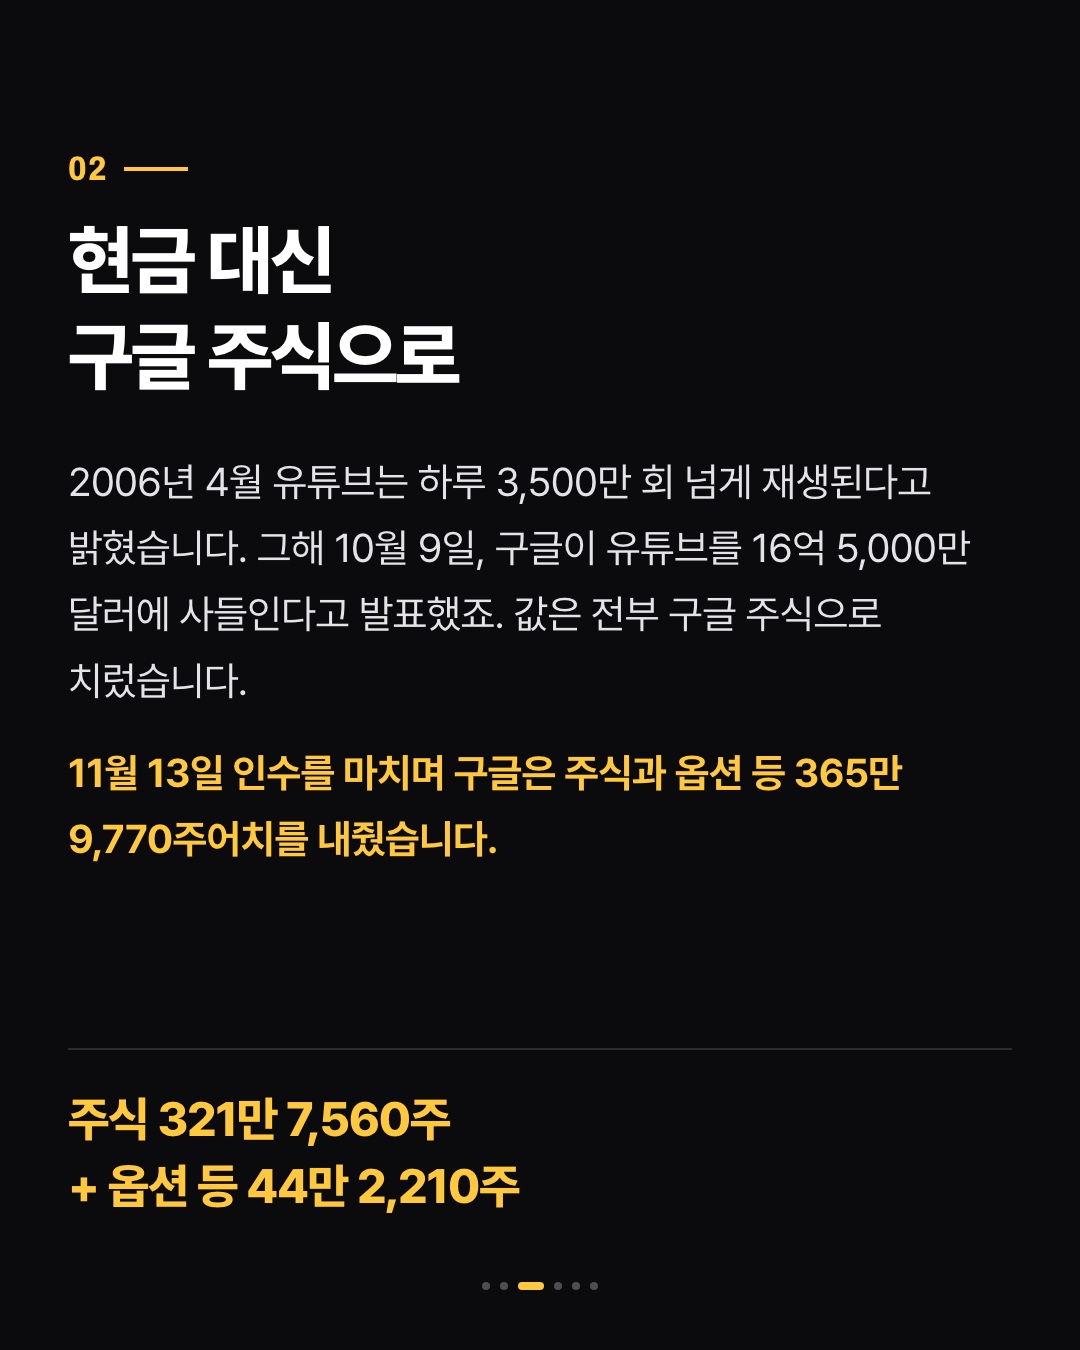 02
현금 대신
구글 주식으로
2006년 4월 유튜브는 하루 3,500만 회 넘게 재생된다고
밝혔습니다. 그해 10월 9일, 구글이 유튜브를 16억 5,000만
달러에 사들인다고 발표했죠. 값은 전부 구글 주식으로
치렀습니다.
11월 13일 인수를 마치며 구글은 주식과 옵션 등 365만
9,770주어치를 내줬습니다.
주식 321만 7,560주
+ 옵션 등 44만 2,210주